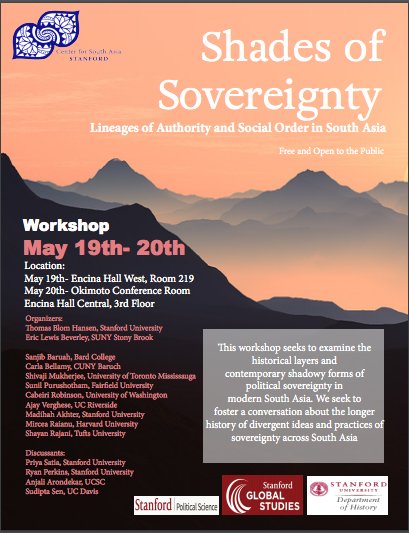 Center for South Asia
STANFORD
Shades of
Sovereignty
Lineages of Authority and Social Order in South Asia
Free and Open to the Public
Workshop
May 19th- 20th
Location:
May 19th- Encina Hall West, Room 219
May 20th- Okimoto Conference Room
Encina Hall Central, 3rd Floor
Organizers:
Thomas Blom Hansen, Stanford University
Eric Lewis Beverley, SUNY Stony Brook
Sanjib Baruah, Bard College
Carla Bellamy, CUNY Baruch
Shivaji Mukherjee, University of Toronto Mississauga
Sunil Purushotham, Fairfield University
Cabeiri Robinson, University of Washington
Ajay Verghese, UC Riverside
Madihah Akhter, Stanford University
Mircea Raianu, Harvard University
Shayan Rajani, Tufts University
Discussants:
Priya Satia, Stanford University
Ryan Perkins, Stanford University
Anjali Arondekar, UCSC
Sudipta Sen, UC Davis
This workshop seeks to examine the
historical layers and
contemporary shadowy forms of
political sovereignty in
modern South Asia. We seek to
foster a conversation about the longer
history of divergent ideas and practices of
sovereignty across South Asia
Stanford | Political Science
Stanford
GLOBAL
STUDIES
STANFORD
UNIVERSITY
Department
of History